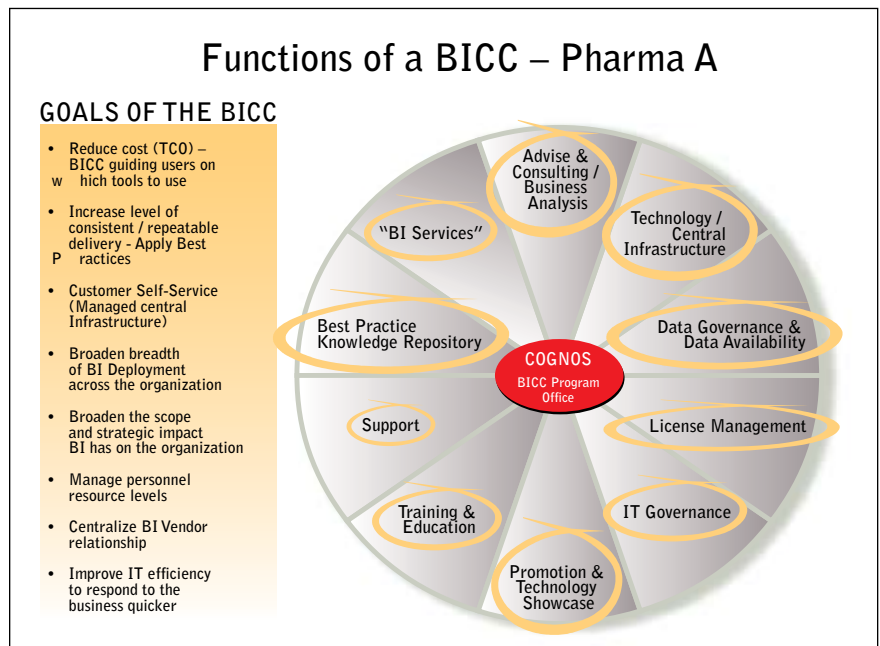 Functions of a BICC – Pharma A
GOALS OF THE BICC
• Reduce cost (TCO) –
BICC guiding users on
w hich tools to use
• Increase level of
consistent / repeatable
delivery - Apply Best
P ractices
• Customer Self-Service
(Managed central
Infrastructure)
• Broaden breadth
of BI Deployment
across the organization
• Broaden the scope
and strategic impact
BI has on the organization
• Manage personnel
resource levels
• Centralize BI Vendor
relationship
• Improve IT efficiency
to respond to the
business quicker
Advise &
Consulting /
Business
Analysis
Technology /
Central
Infrastructure
Data Governance &
Data Availability
License Management
IT Governance
Promotion &
Technology
Showcase
Training &
Education
Support
Best Practice
Knowledge Repository
“BI Services”
COGNOS
BICC Program
Office